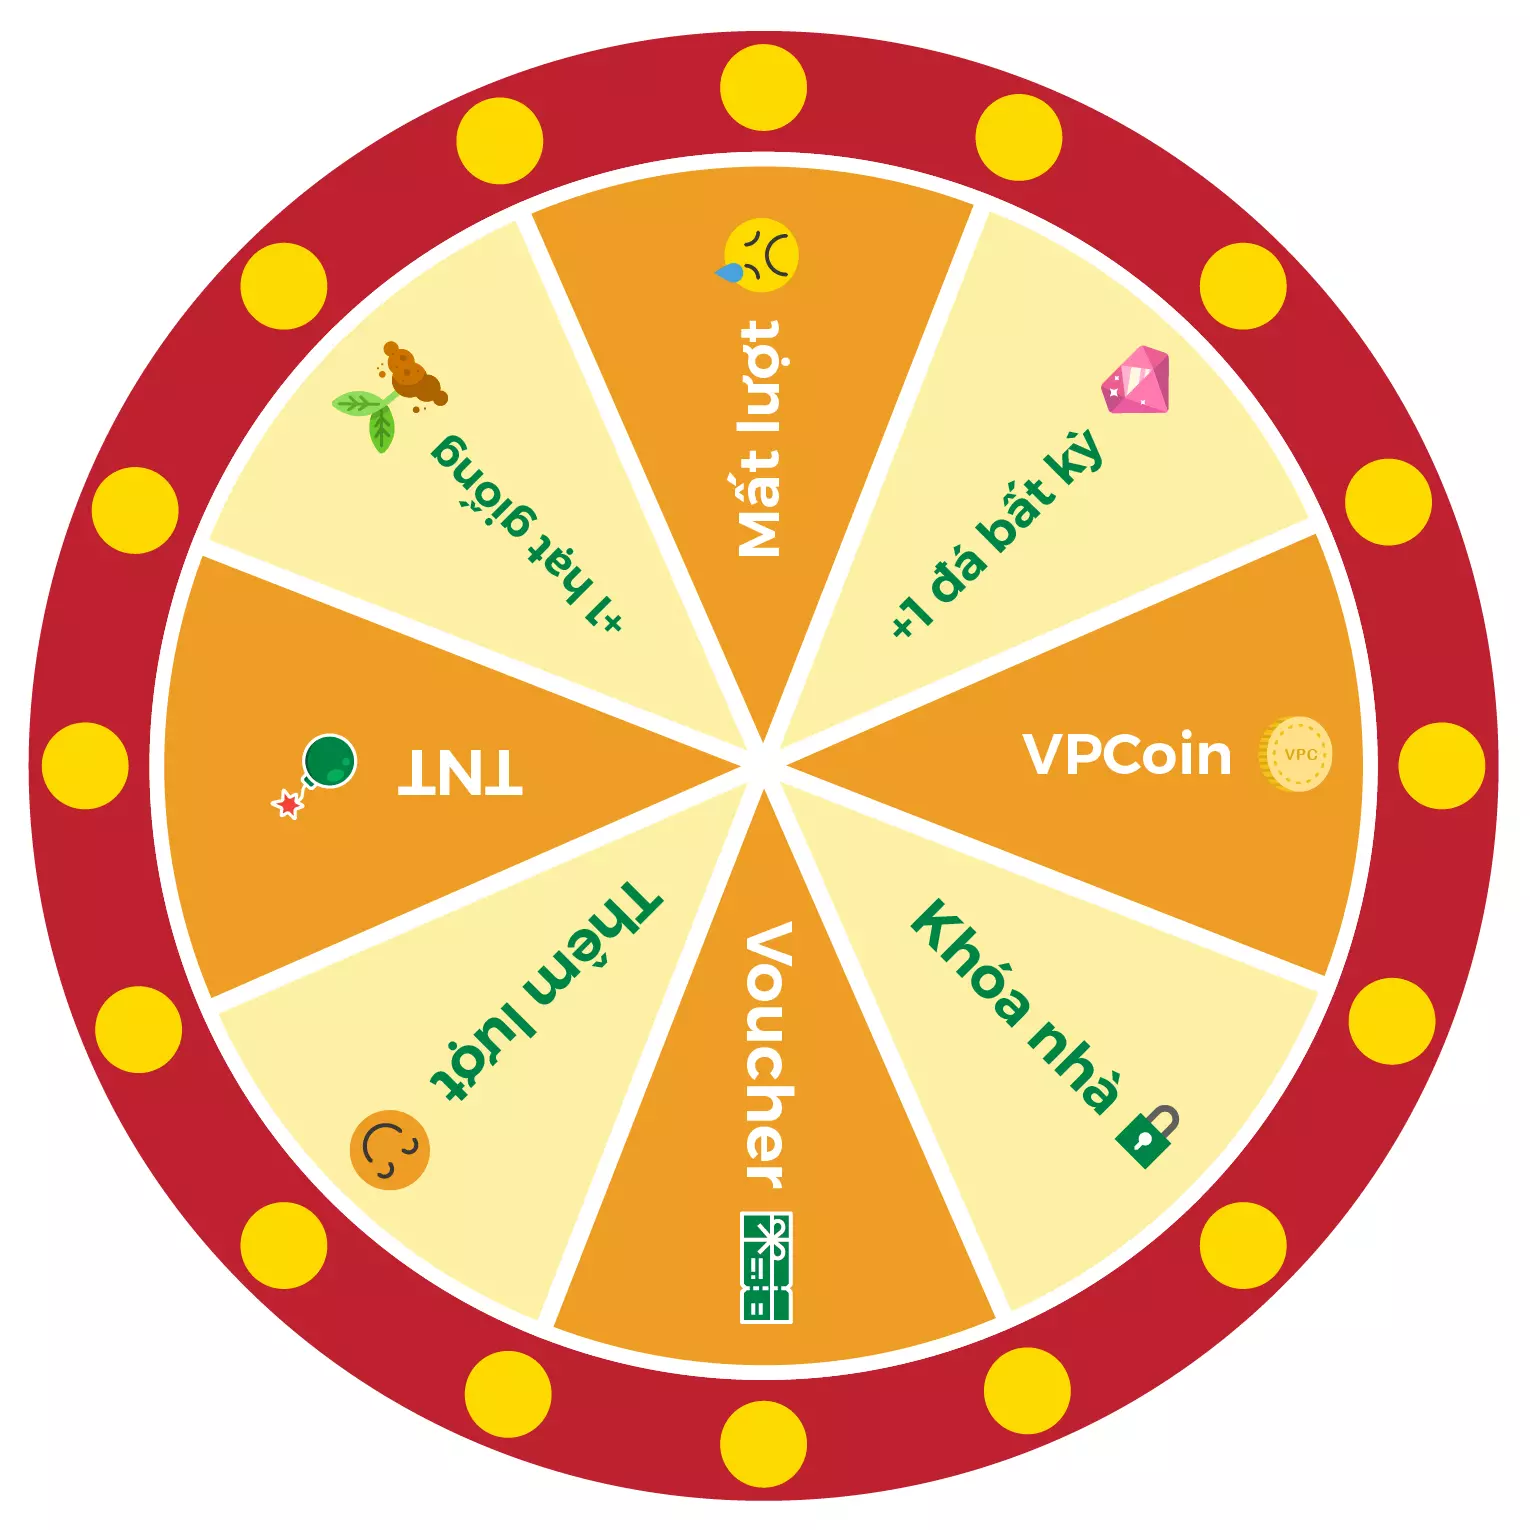 Mất lượt
+1 đá bất kỳ
VPCoin
VPC
Khóa nhà
Voucher
Thêm lượt
TNT
+1 hạt giống